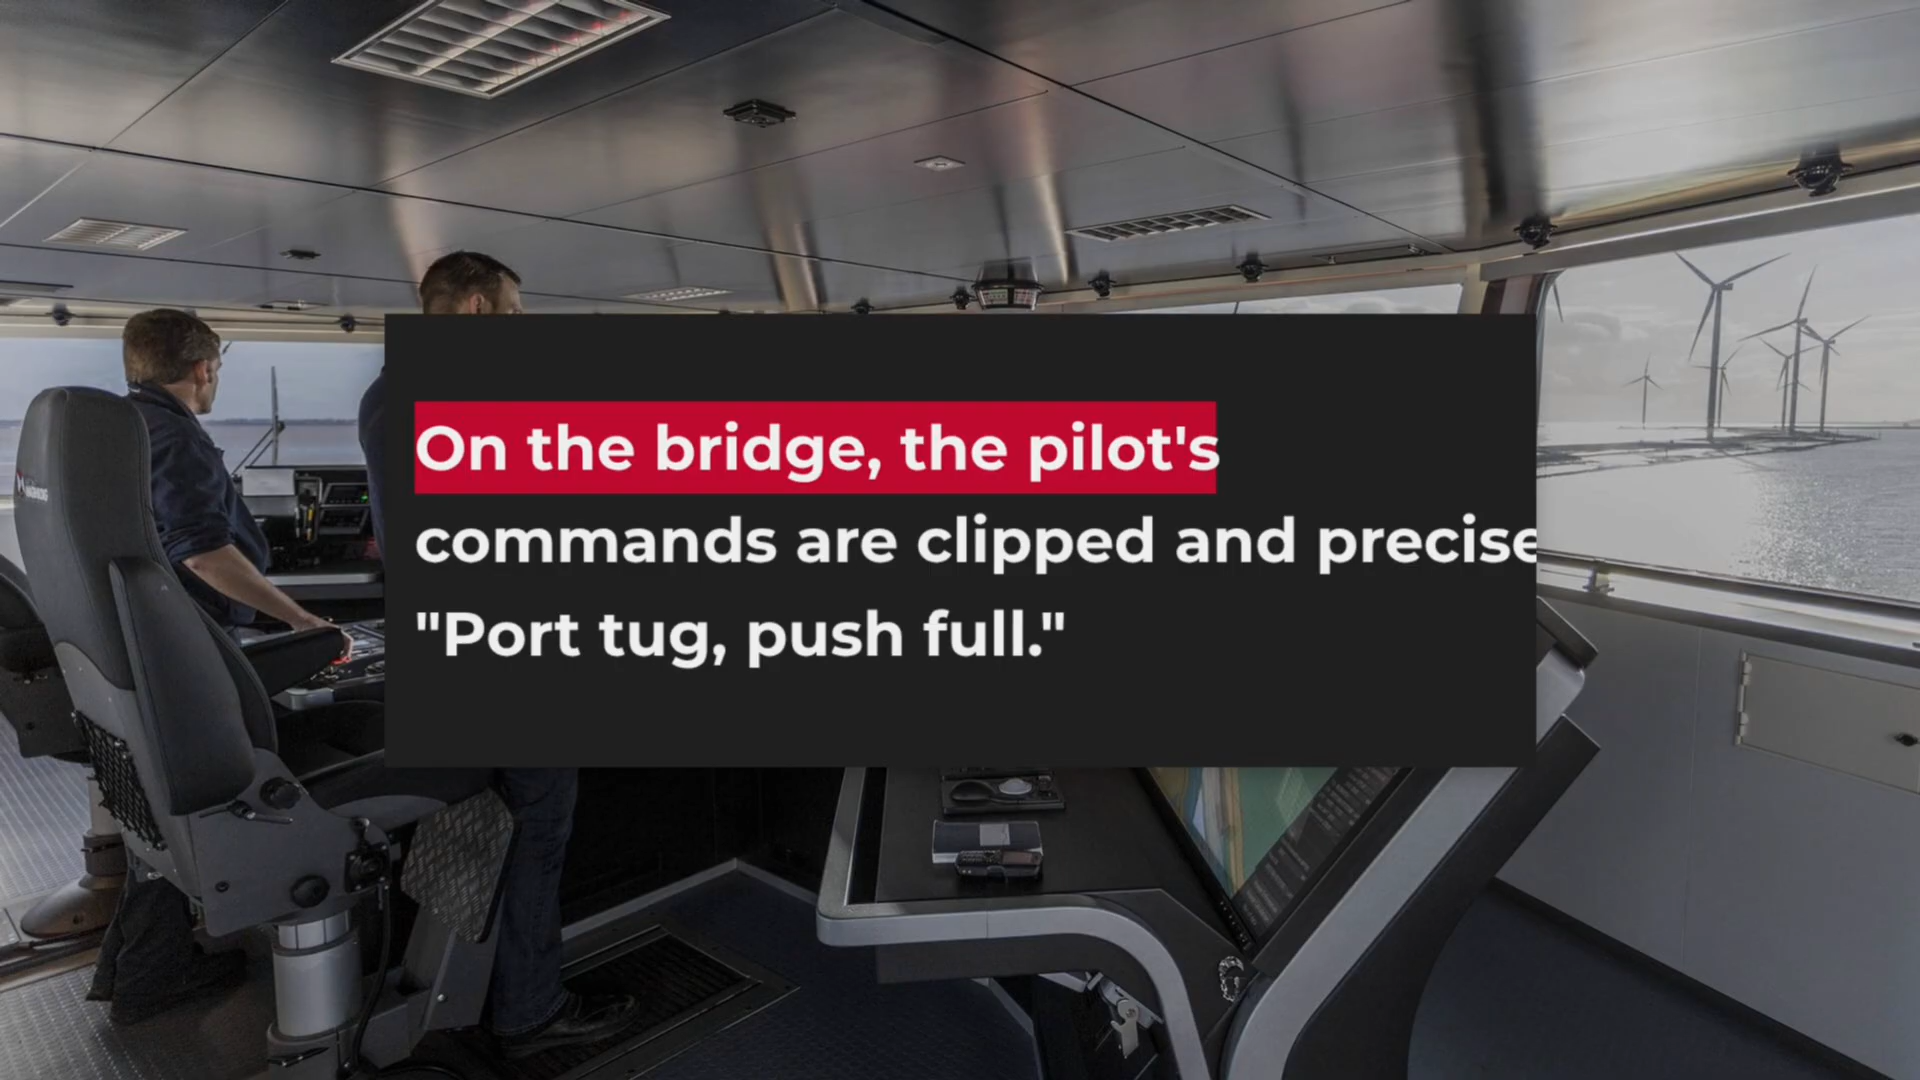 On the bridge, the pilot's
commands are clipped and precise
"Port tug, push full."